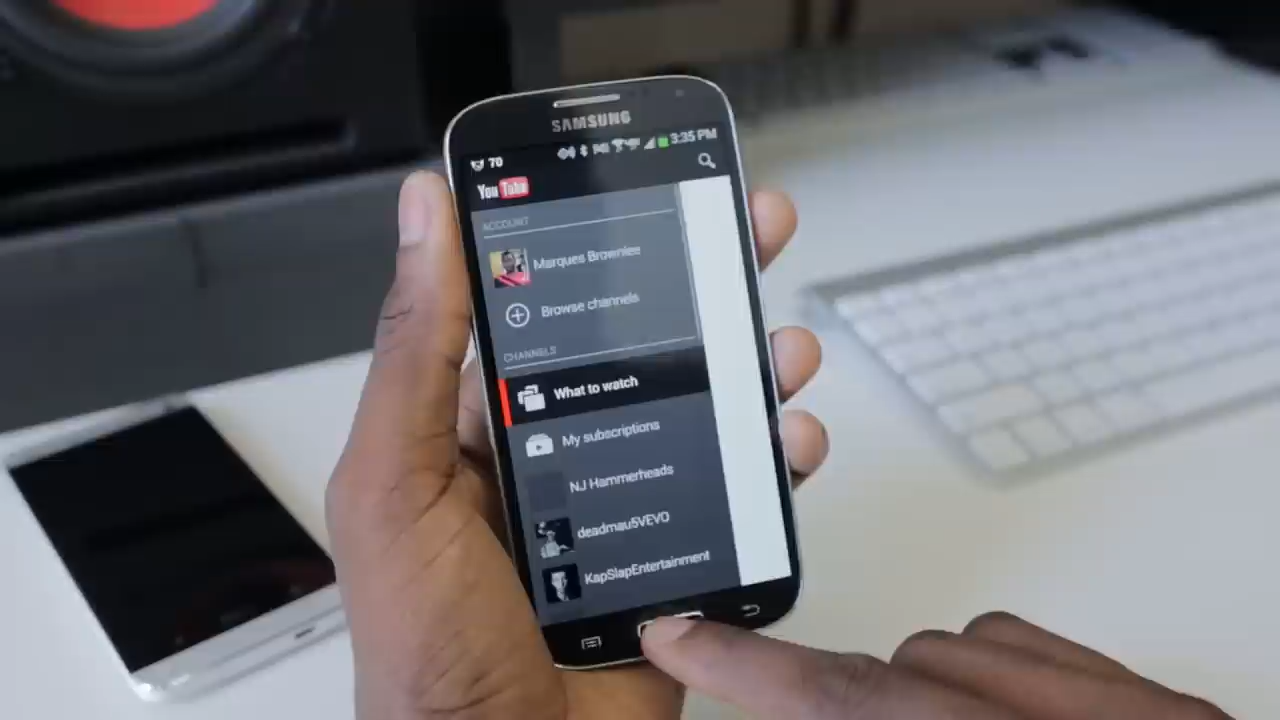 SAMSUNG
70 3:35 PM
YouTube
ACCOUNT
Marques Brownlee
Browse channels
CHANNELS
What to watch
My subscriptions
NJ Hammerheads
deadmau5VEVO
KapSlapEntertainment